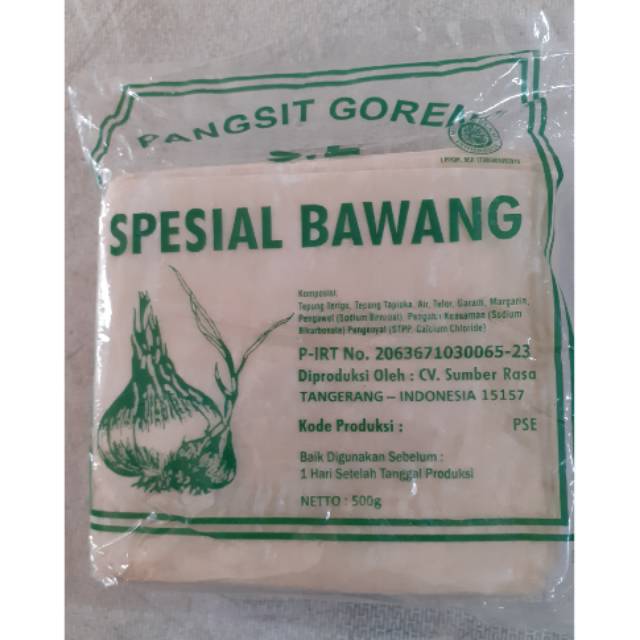 PANGSIT GOREN
S.E
SPESIAL BAWANG
Komposisi:
Tepung Terigu, Tepung Tapioka, Air, Telor, Garam, Margarin,
Pengawet (Sodium Benzoat), Pengatur Keasaman (Sodium
Bikarbonate) Pengenyal (STPP, Calcium Chloride)
P-IRT No. 2063671030065-23
Diproduksi Oleh : CV. Sumber Rasa
TANGERANG – INDONESIA 15157
Kode Produksi : PSE
Baik Digunakan Sebelum :
1 Hari Setelah Tanggal Produksi
NETTO : 500g